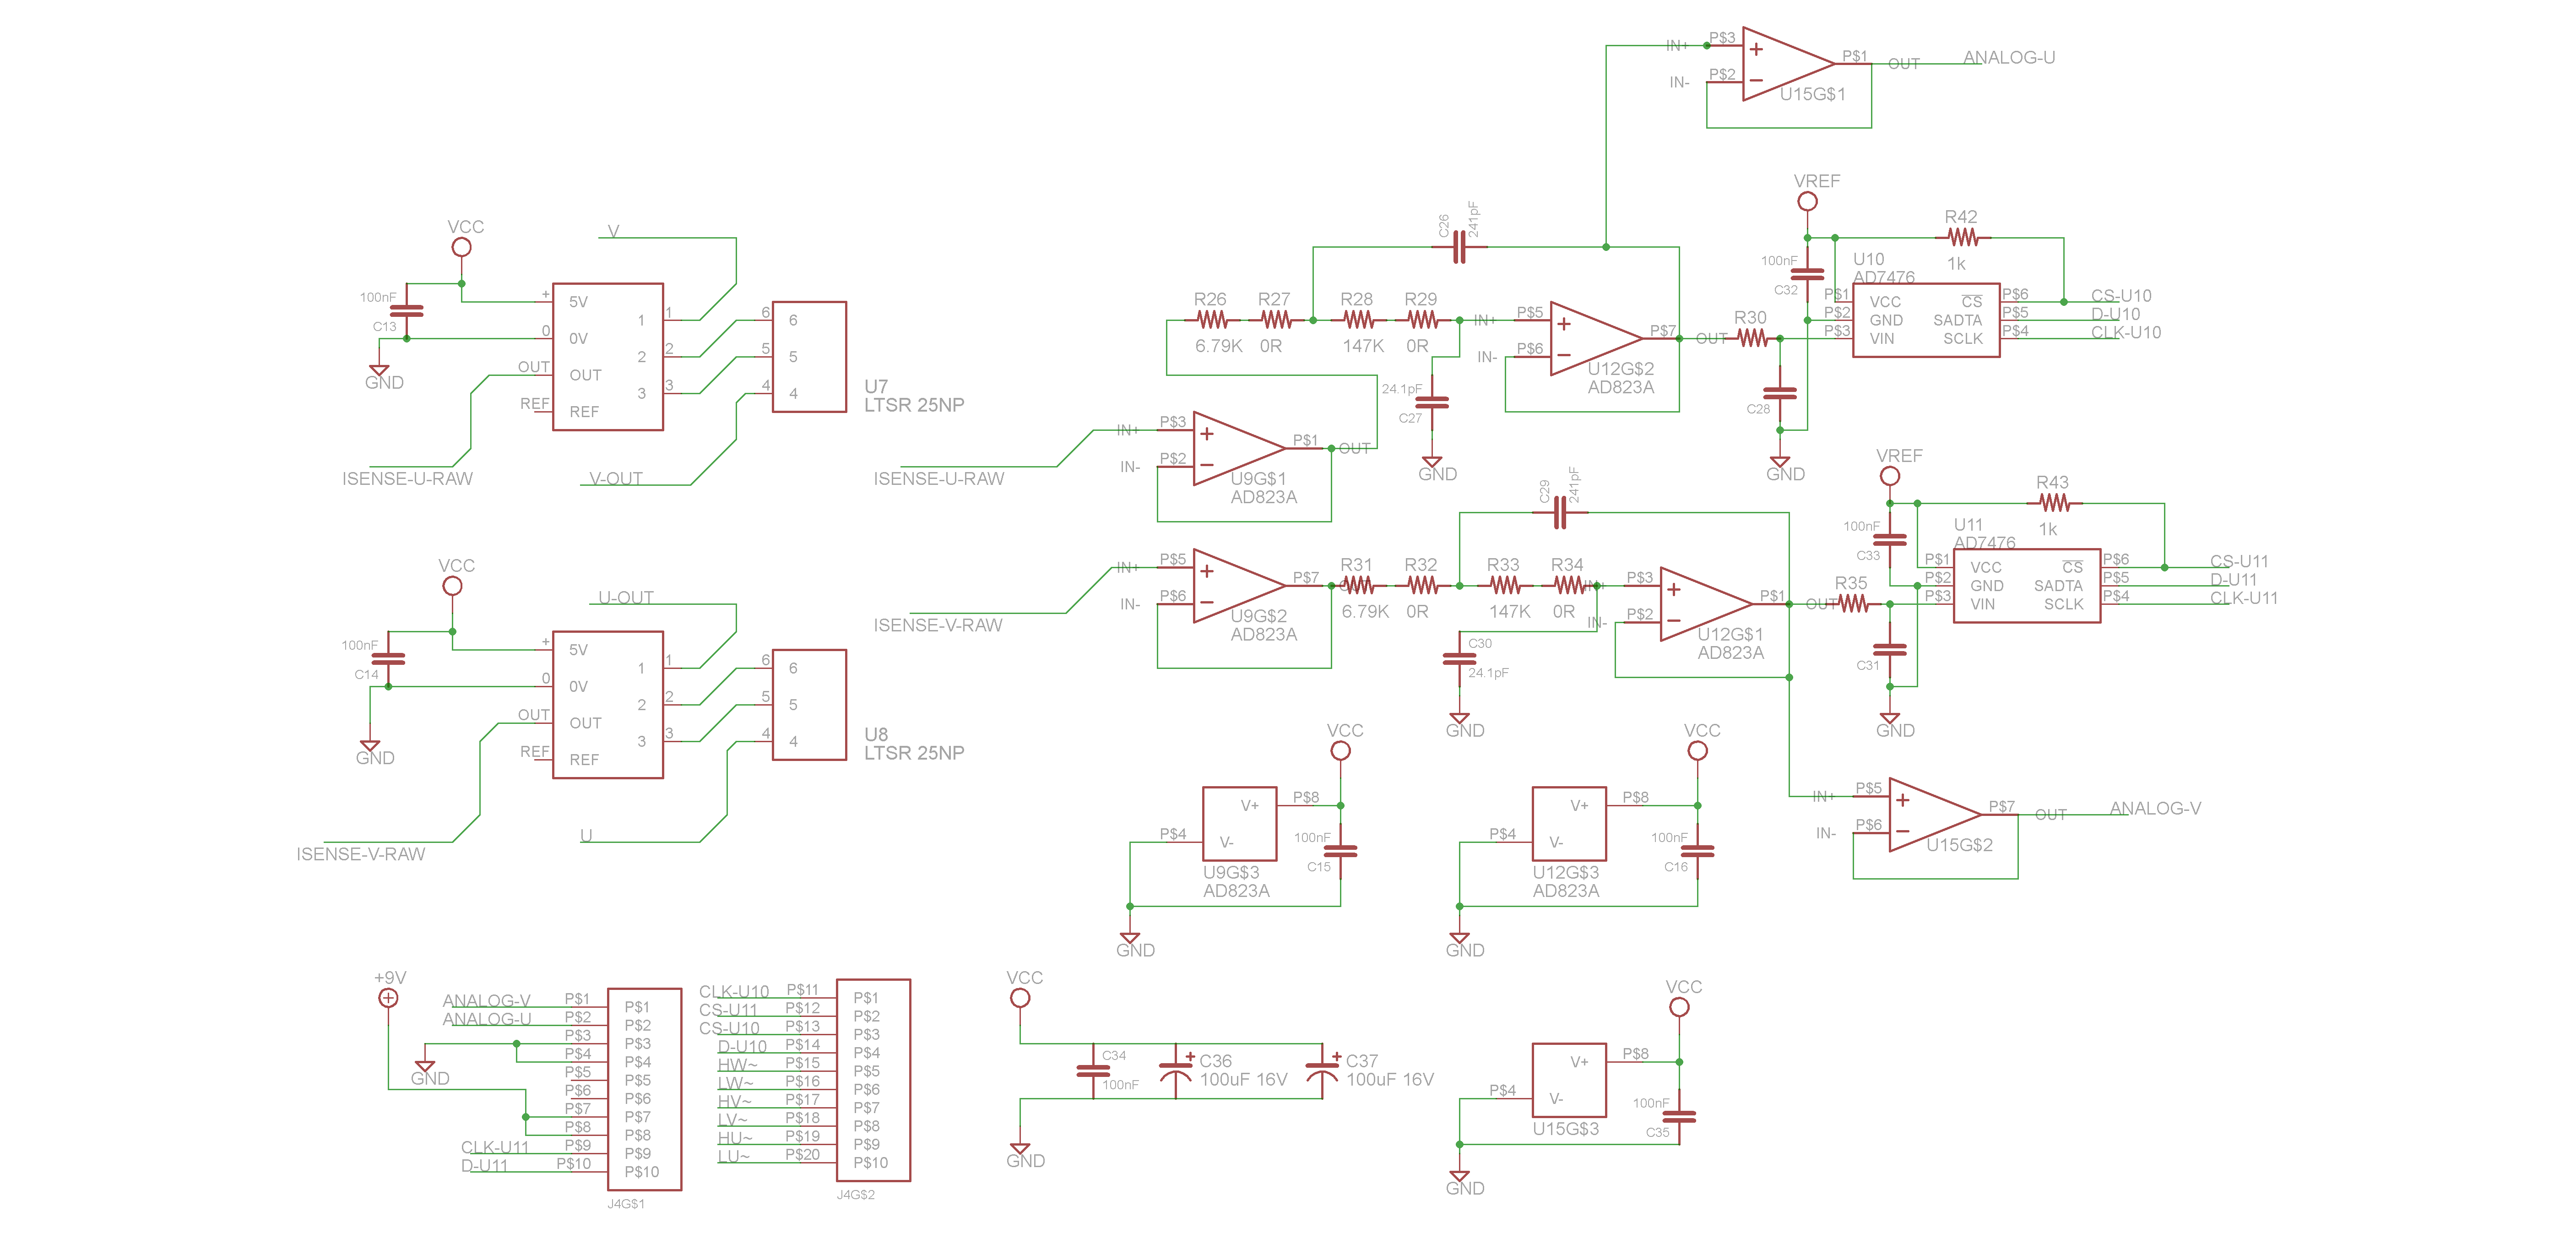 P$3
IN+
P$2
IN-
P$1
OUT
ANALOG-U
U15G$1
VCC
V
100nF
C13
+
5V
0
0V
OUT
OUT
REF
REF
1
1
2
2
3
3
6
6
5
5
4
4
GND
U7
LTSR 25NP
ISENSE-U-RAW
V-OUT
ISENSE-U-RAW
IN+
P$3
IN-
P$2
P$1
OUT
U9G$1
AD823A
R26
6.79K
R27
0R
R28
147K
R29
0R
C26
241pF
24.1pF
C27
GND
IN+
P$5
IN-
P$6
P$7
OUT
U12G$2
AD823A
R30
C28
GND
VREF
100nF
C32
R42
1k
U10
AD7476
P$1
P$2
P$3
VCC
GND
VIN
CS
SADTA
SCLK
P$6
P$5
P$4
CS-U10
D-U10
CLK-U10
VCC
U-OUT
100nF
C14
+
5V
0
0V
OUT
OUT
REF
REF
1
1
2
2
3
3
6
6
5
5
4
4
GND
U8
LTSR 25NP
ISENSE-V-RAW
U
ISENSE-V-RAW
IN+
P$5
IN-
P$6
P$7
U9G$2
AD823A
R31
6.79K
R32
0R
R33
147K
R34
0R
C29
241pF
C30
24.1pF
GND
IN+
P$3
IN-
P$2
P$1
OUT
U12G$1
AD823A
R35
C31
GND
VREF
100nF
C33
R43
1k
U11
AD7476
P$1
P$2
P$3
VCC
GND
VIN
CS
SADTA
SCLK
P$6
P$5
P$4
CS-U11
D-U11
CLK-U11
VCC
V+
V-
P$8
P$4
100nF
C15
U9G$3
AD823A
GND
VCC
V+
V-
P$8
P$4
100nF
C16
U12G$3
AD823A
GND
IN+
P$5
IN-
P$6
P$7
OUT
ANALOG-V
U15G$2
+9V
ANALOG-V P$1 P$1
ANALOG-U P$2 P$2
P$3 P$3
P$4 P$4
GND
P$5 P$5
P$6 P$6
P$7 P$7
P$8 P$8
CLK-U11 P$9 P$9
D-U11 P$10 P$10
J4G$1
CLK-U10 P$11 P$1
CS-U11 P$12 P$2
CS-U10 P$13 P$3
D-U10 P$14 P$4
HW~ P$15 P$5
LW~ P$16 P$6
HV~ P$17 P$7
LV~ P$18 P$8
HU~ P$19 P$9
LU~ P$20 P$10
J4G$2
VCC
C34
100nF
C36
100uF 16V
C37
100uF 16V
GND
VCC
V+
V-
P$8
P$4
100nF
C35
U15G$3
GND